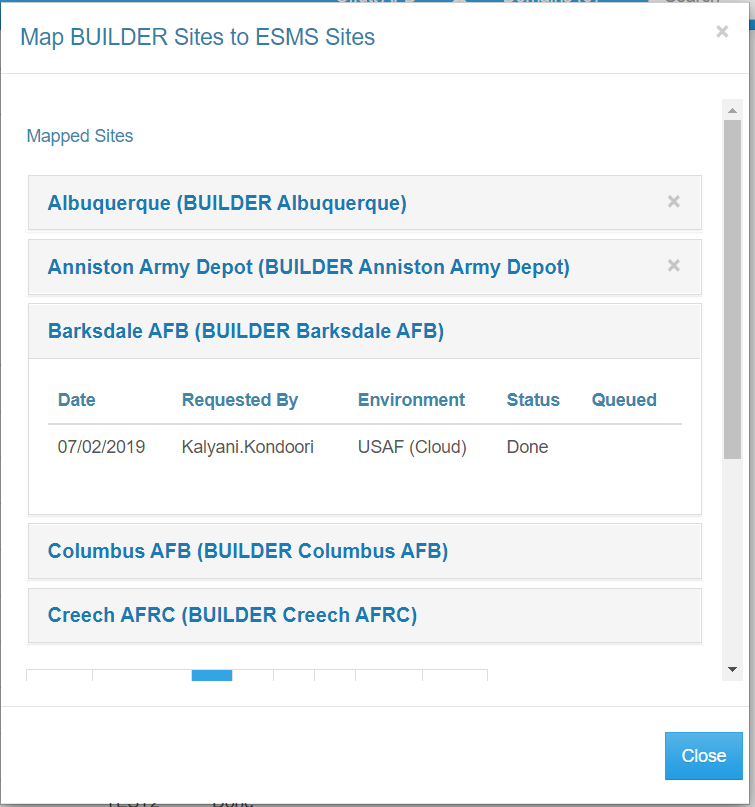 Map BUILDER Sites to ESMS Sites
×
Mapped Sites
Albuquerque (BUILDER Albuquerque) ×
Anniston Army Depot (BUILDER Anniston Army Depot) ×
Barksdale AFB (BUILDER Barksdale AFB)
Date Requested By Environment Status Queued
07/02/2019 Kalyani.Kondoori USAF (Cloud) Done
Columbus AFB (BUILDER Columbus AFB)
Creech AFRC (BUILDER Creech AFRC)
Close